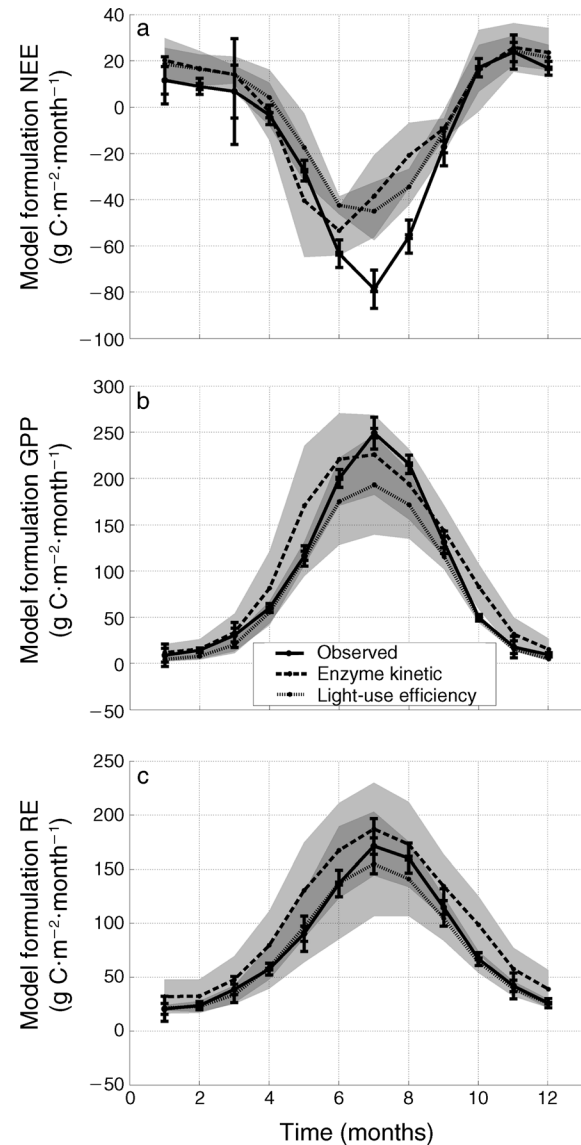 a
40
20
0
−20
−40
−60
−80
−100
Model formulation NEE
(g C·m−2·month−1)
b
300
250
200
150
100
50
0
−50
Model formulation GPP
(g C·m−2·month−1)
Observed
Enzyme kinetic
Light-use efficiency
c
250
200
150
100
50
0
−50
Model formulation RE
(g C·m−2·month−1)
0 2 4 6 8 10 12
Time (months)